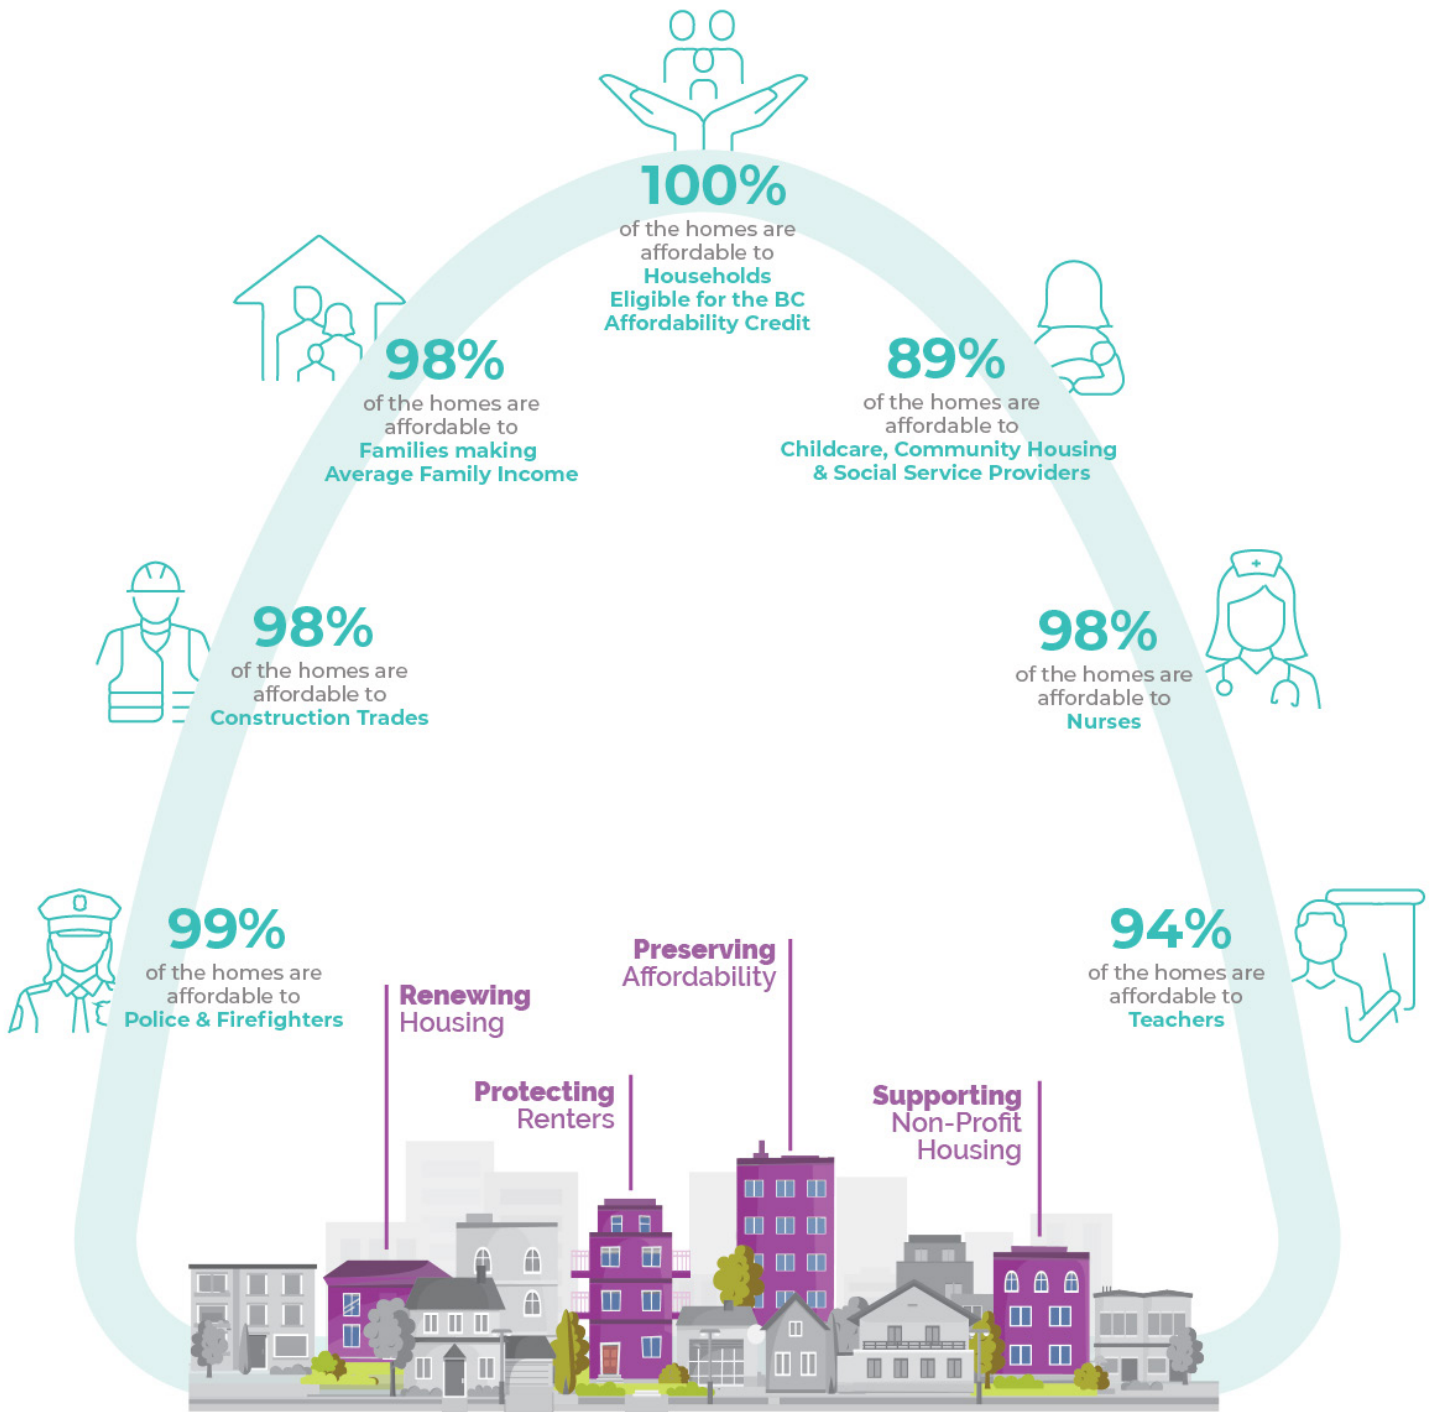 100%
of the homes are
affordable to
Households
Eligible for the BC
Affordability Credit
98%
of the homes are
affordable to
Families making
Average Family Income
89%
of the homes are
affordable to
Childcare, Community Housing
& Social Service Providers
98%
of the homes are
affordable to
Construction Trades
98%
of the homes are
affordable to
Nurses
99%
of the homes are
affordable to
Police & Firefighters
94%
of the homes are
affordable to
Teachers
Renewing
Housing
Protecting
Renters
Preserving
Affordability
Supporting
Non-Profit
Housing